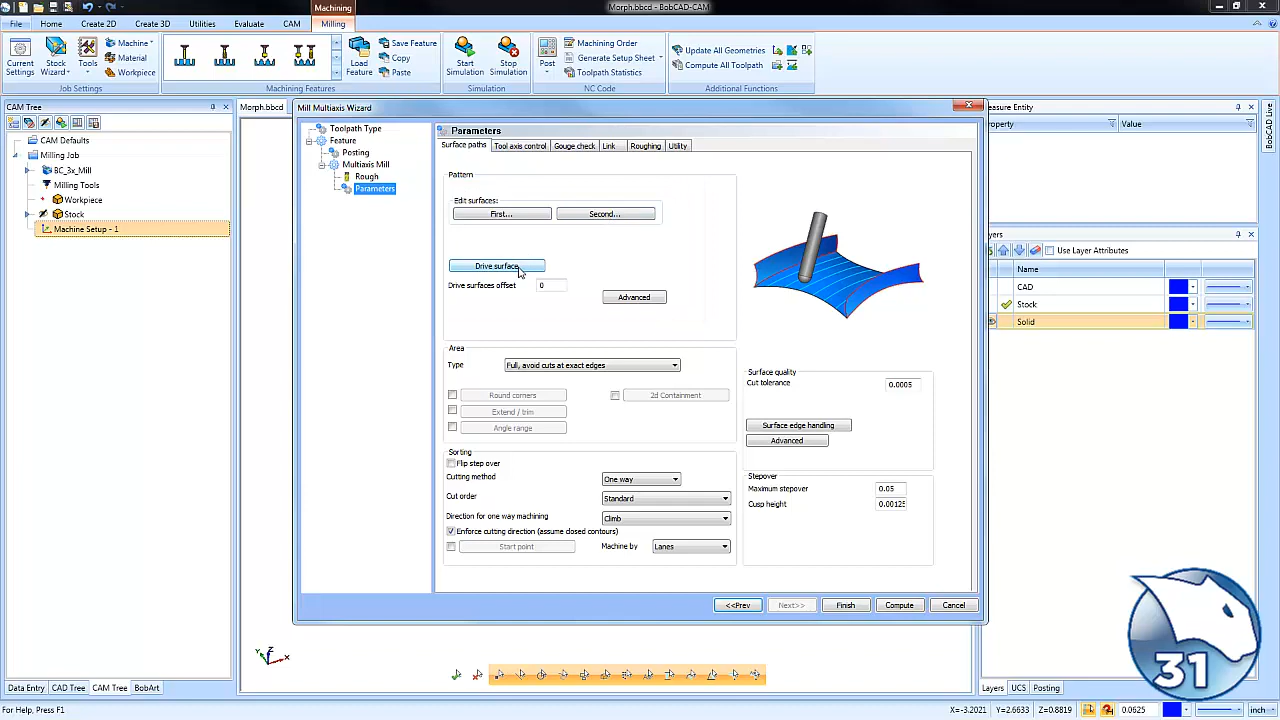 Machining
Morph.bbcd - BobCAD-CAM
File
Home
Create 2D
Create 3D
Utilities
Evaluate
CAM
Milling
Current Settings
Stock Wizard
Tools
Machine
Material
Workpiece
Job Settings
Machining Features
Load Feature
Save Feature
Copy
Paste
Start Simulation
Stop Simulation
Simulation
Post
Machining Order
Generate Setup Sheet
Toolpath Statistics
NC Code
Update All Geometries
Compute All Toolpath
Additional Functions
CAM Tree
CAM Defaults
Milling Job
BC_3x_Mill
Milling Tools
Workpiece
Stock
Machine Setup - 1
Morph.bbcd
Mill Multiaxis Wizard
Toolpath Type
Feature
Posting
Multiaxis Mill
Rough
Parameters
Parameters
Surface paths
Tool axis control
Gouge check
Link
Roughing
Utility
Pattern
Edit surfaces:
First...
Second...
Drive surface
Drive surfaces offset
0
Advanced
Area
Type
Full, avoid cuts at exact edges
Round corners
2d Containment
Extend / trim
Angle range
Sorting
Flip step over
Cutting method
One way
Cut order
Standard
Direction for one way machining
Climb
Enforce cutting direction (assume closed contours)
Start point
Machine by
Lanes
Surface quality
Cut tolerance
0.0005
Surface edge handling
Advanced
Stepover
Maximum stepover
0.05
Cusp height
0.00125
<<Prev
Next>>
Finish
Compute
Cancel
easure Entity
operty
Value
BobCAD Live
yers
Use Layer Attributes
Name
CAD
Stock
Solid
Z
Y
X
31
Data Entry
CAD Tree
CAM Tree
BobArt
Layers
UCS
Posting
For Help, Press F1
X=-3.2021
Y=2.6633
Z=0.8819
0.0625
inch